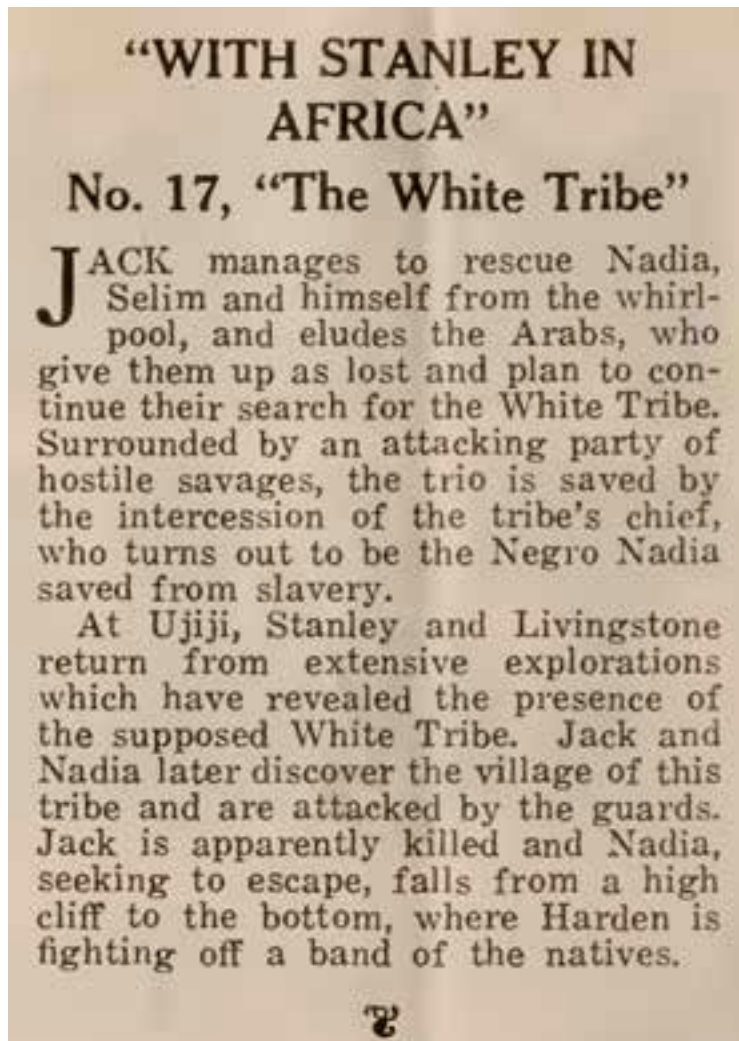 “WITH STANLEY IN
AFRICA”
No. 17, “The White Tribe”
JACK manages to rescue Nadia,
Selim and himself from the whirl-
pool, and eludes the Arabs, who
give them up as lost and plan to con-
tinue their search for the White Tribe.
Surrounded by an attacking party of
hostile savages, the trio is saved by
the intercession of the tribe’s chief,
who turns out to be the Negro Nadia
saved from slavery.
At Ujiji, Stanley and Livingstone
return from extensive explorations
which have revealed the presence of
the supposed White Tribe. Jack and
Nadia later discover the village of this
tribe and are attacked by the guards.
Jack is apparently killed and Nadia,
seeking to escape, falls from a high
cliff to the bottom, where Harden is
fighting off a band of the natives.